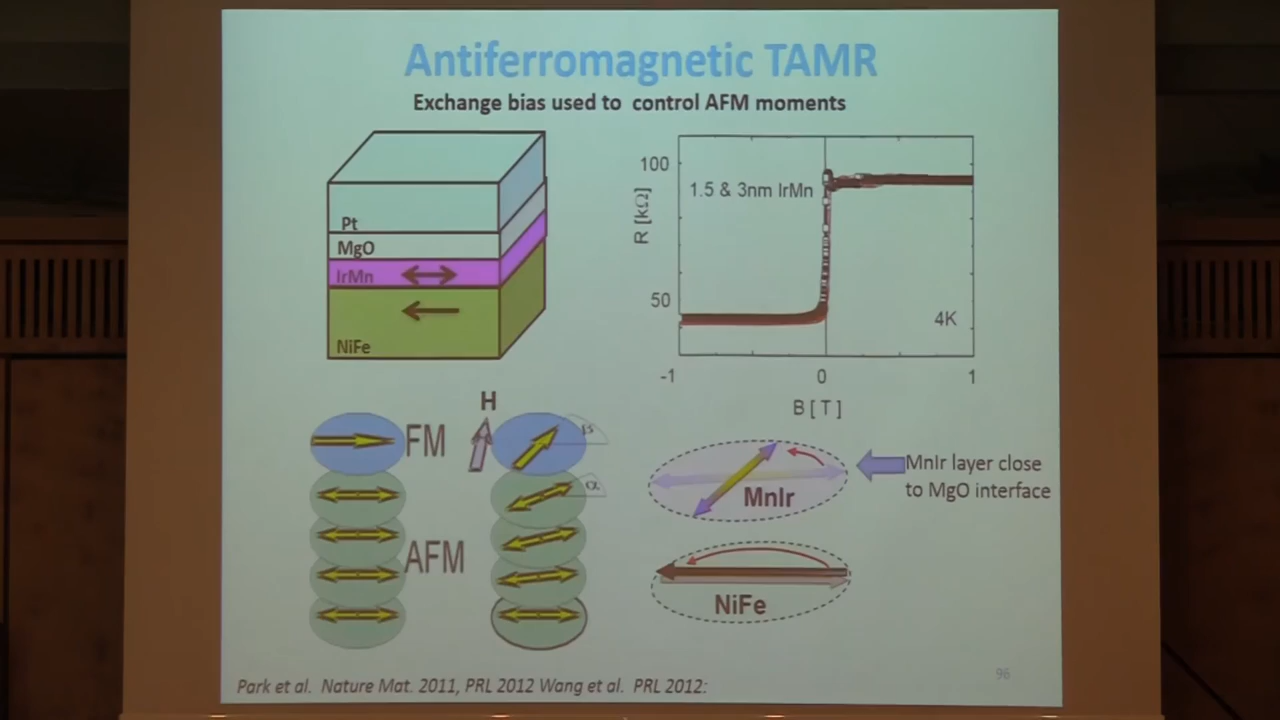 Antiferromagnetic TAMR
Exchange bias used to control AFM moments
Pt
MgO
IrMn
NiFe
100
50
R [kΩ]
1.5 & 3nm IrMn
4K
-1
0
1
B [ T ]
H
FM
AFM
β
α
MnIr
MnIr layer close
to MgO interface
NiFe
Park et al. Nature Mat. 2011, PRL 2012 Wang et al. PRL 2012:
96